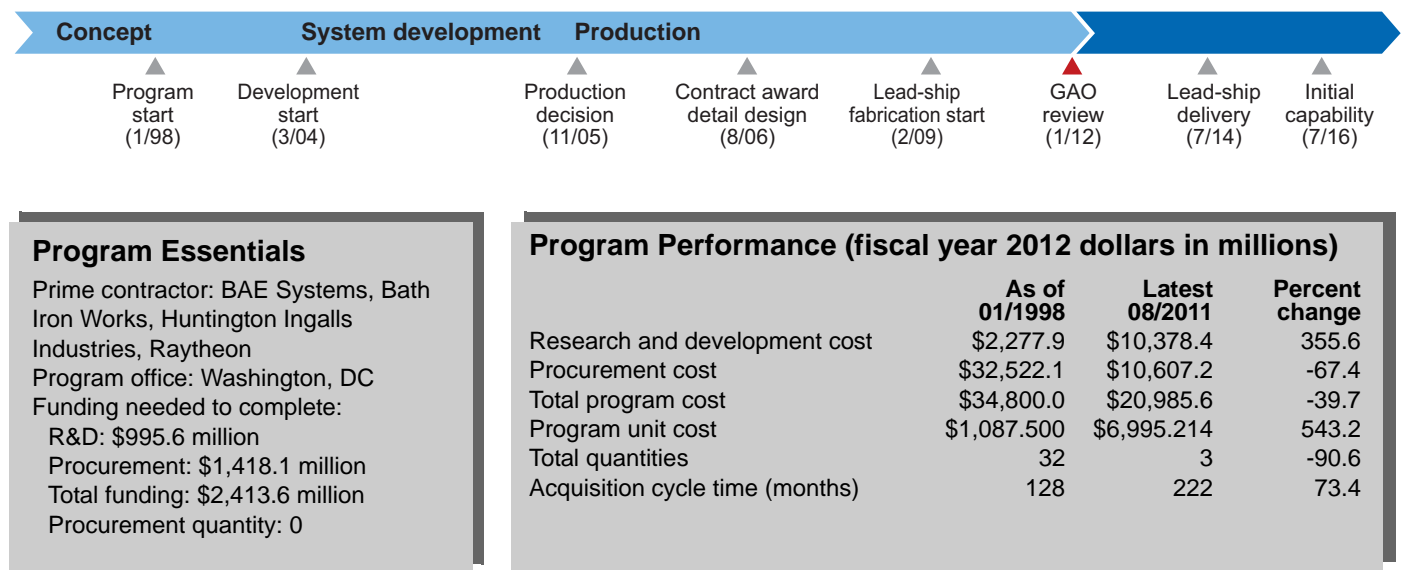 Concept System development Production
Program start (1/98)
Development start (3/04)
Production decision (11/05)
Contract award detail design (8/06)
Lead-ship fabrication start (2/09)
GAO review (1/12)
Lead-ship delivery (7/14)
Initial capability (7/16)
Program Essentials
Prime contractor: BAE Systems, Bath
Iron Works, Huntington Ingalls
Industries, Raytheon
Program office: Washington, DC
Funding needed to complete:
R&D: $995.6 million
Procurement: $1,418.1 million
Total funding: $2,413.6 million
Procurement quantity: 0
Program Performance (fiscal year 2012 dollars in millions)
As of 01/1998 Latest 08/2011 Percent change
Research and development cost $2,277.9 $10,378.4 355.6
Procurement cost $32,522.1 $10,607.2 -67.4
Total program cost $34,800.0 $20,985.6 -39.7
Program unit cost $1,087.500 $6,995.214 543.2
Total quantities 32 3 -90.6
Acquisition cycle time (months) 128 222 73.4